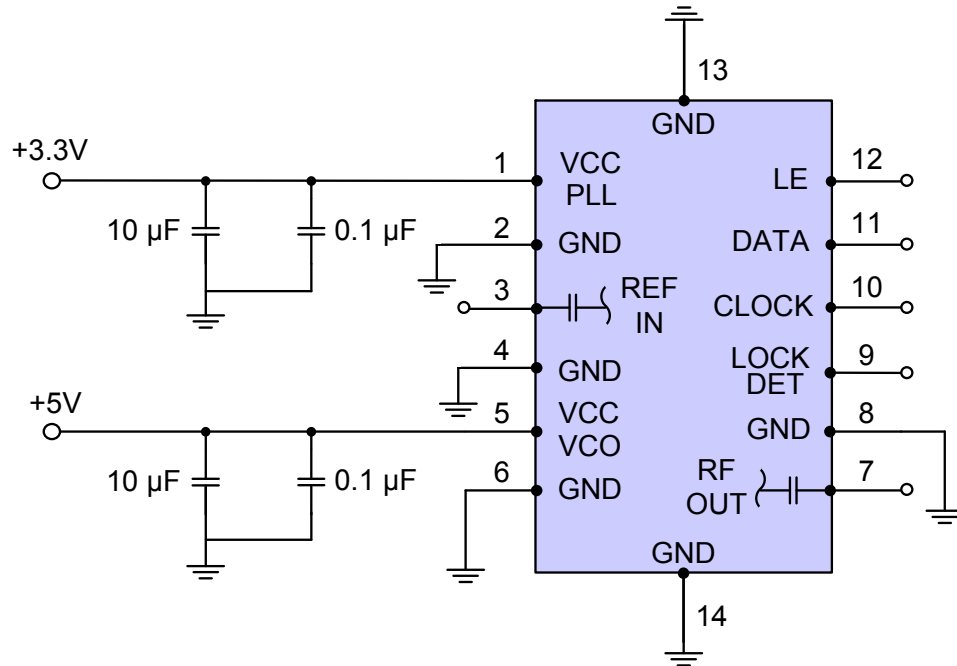 13
GND
+3.3V
1
VCC
PLL
12
LE
10 µF
0.1 µF
2
GND
11
DATA
3
REF
IN
10
CLOCK
4
GND
9
LOCK
DET
+5V
5
VCC
VCO
8
GND
10 µF
0.1 µF
6
GND
7
RF
OUT
GND
14